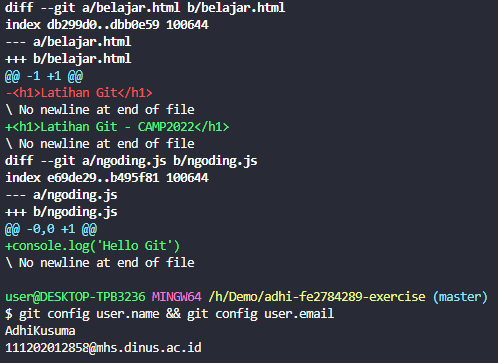 diff --git a/belajar.html b/belajar.html
index db299d0..dbb0e59 100644
--- a/belajar.html
+++ b/belajar.html
@@ -1 +1 @@
-<h1>Latihan Git</h1>
\ No newline at end of file
+<h1>Latihan Git - CAMP2022</h1>
\ No newline at end of file
diff --git a/ngoding.js b/ngoding.js
index e69de29..b495f81 100644
--- a/ngoding.js
+++ b/ngoding.js
@@ -0,0 +1 @@
+console.log('Hello Git')
\ No newline at end of file
user@DESKTOP-TPB3236 MINGW64 /h/Demo/adhi-fe2784289-exercise (master)
$ git config user.name && git config user.email
AdhiKusuma
111202012858@mhs.dinus.ac.id